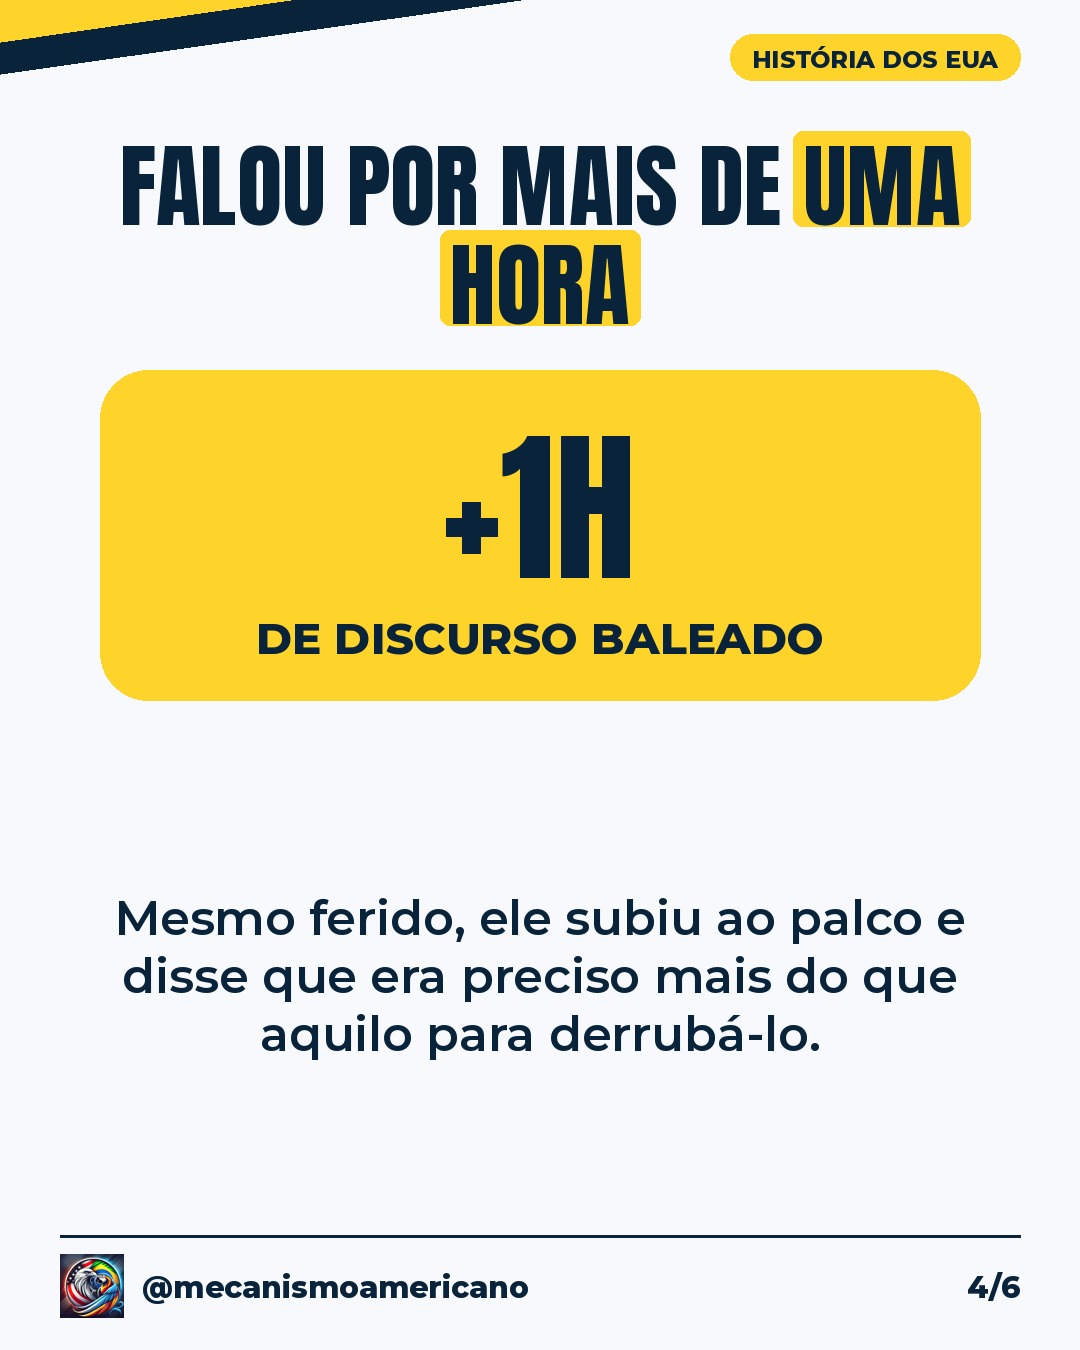 HISTÓRIA DOS EUA
FALOU POR MAIS DE UMA
HORA
+1H
DE DISCURSO BALEADO
Mesmo ferido, ele subiu ao palco e
disse que era preciso mais do que
aquilo para derrubá-lo.
@mecanismoamericano
4/6